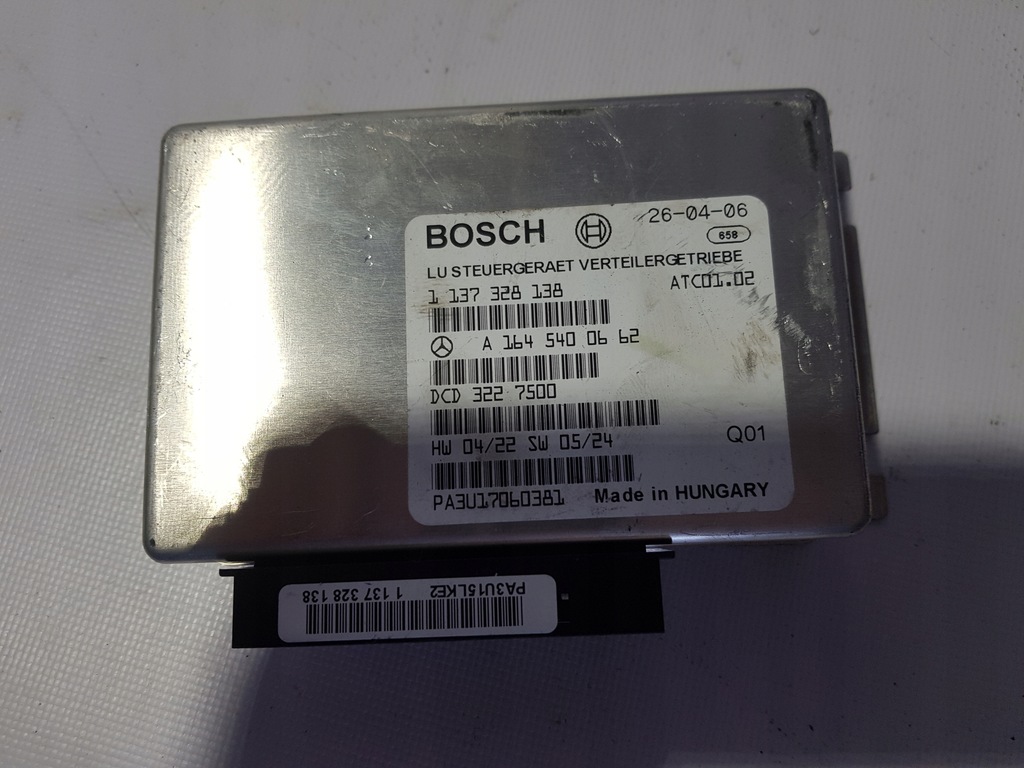 BOSCH
26-04-06
658
LU STEUERGERAET VERTEILERGETRIEBE
1 137 328 138
ATC01.02
A 164 540 06 62
DCD 322 7500
HW 04/22 SW 05/24
Q01
PA3U17060381
Made in HUNGARY
PA3U15LKE2 1 137 328 138